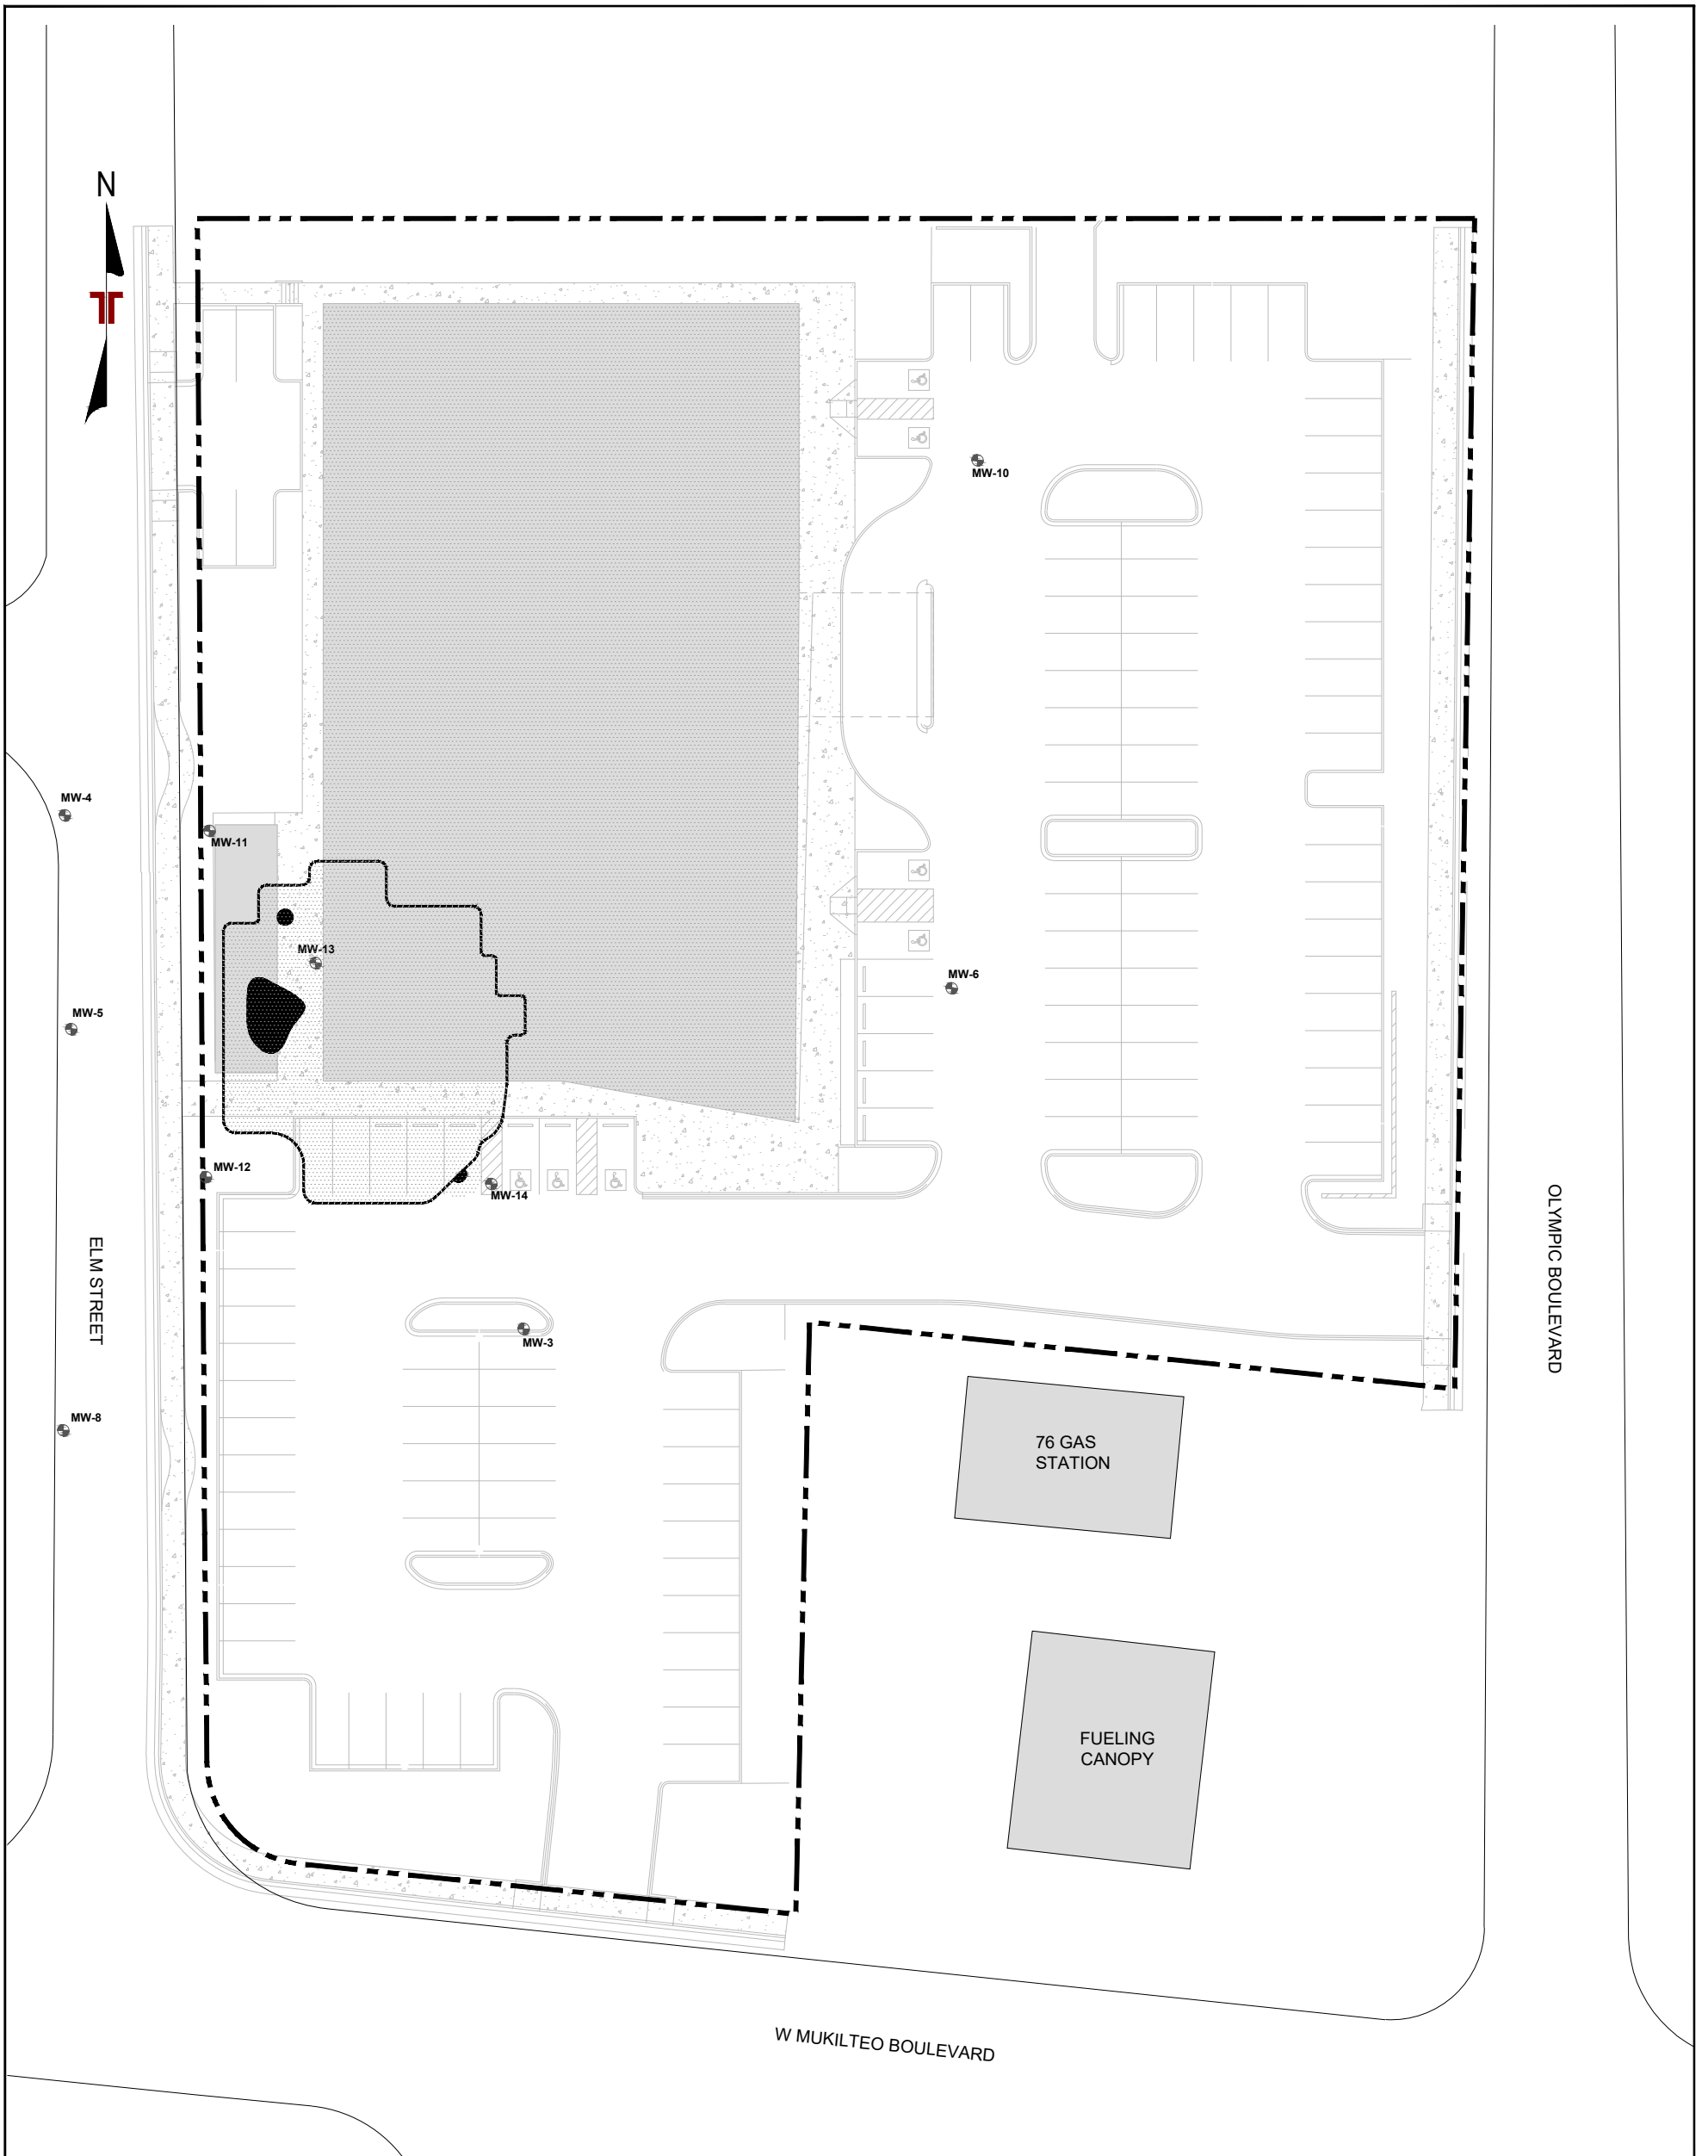 N
MW-10
MW-4
MW-11
MW-13
MW-6
MW-5
MW-12
MW-14
ELM STREET
OLYMPIC BOULEVARD
MW-3
MW-8
76 GAS
STATION
FUELING
CANOPY
W MUKILTEO BOULEVARD